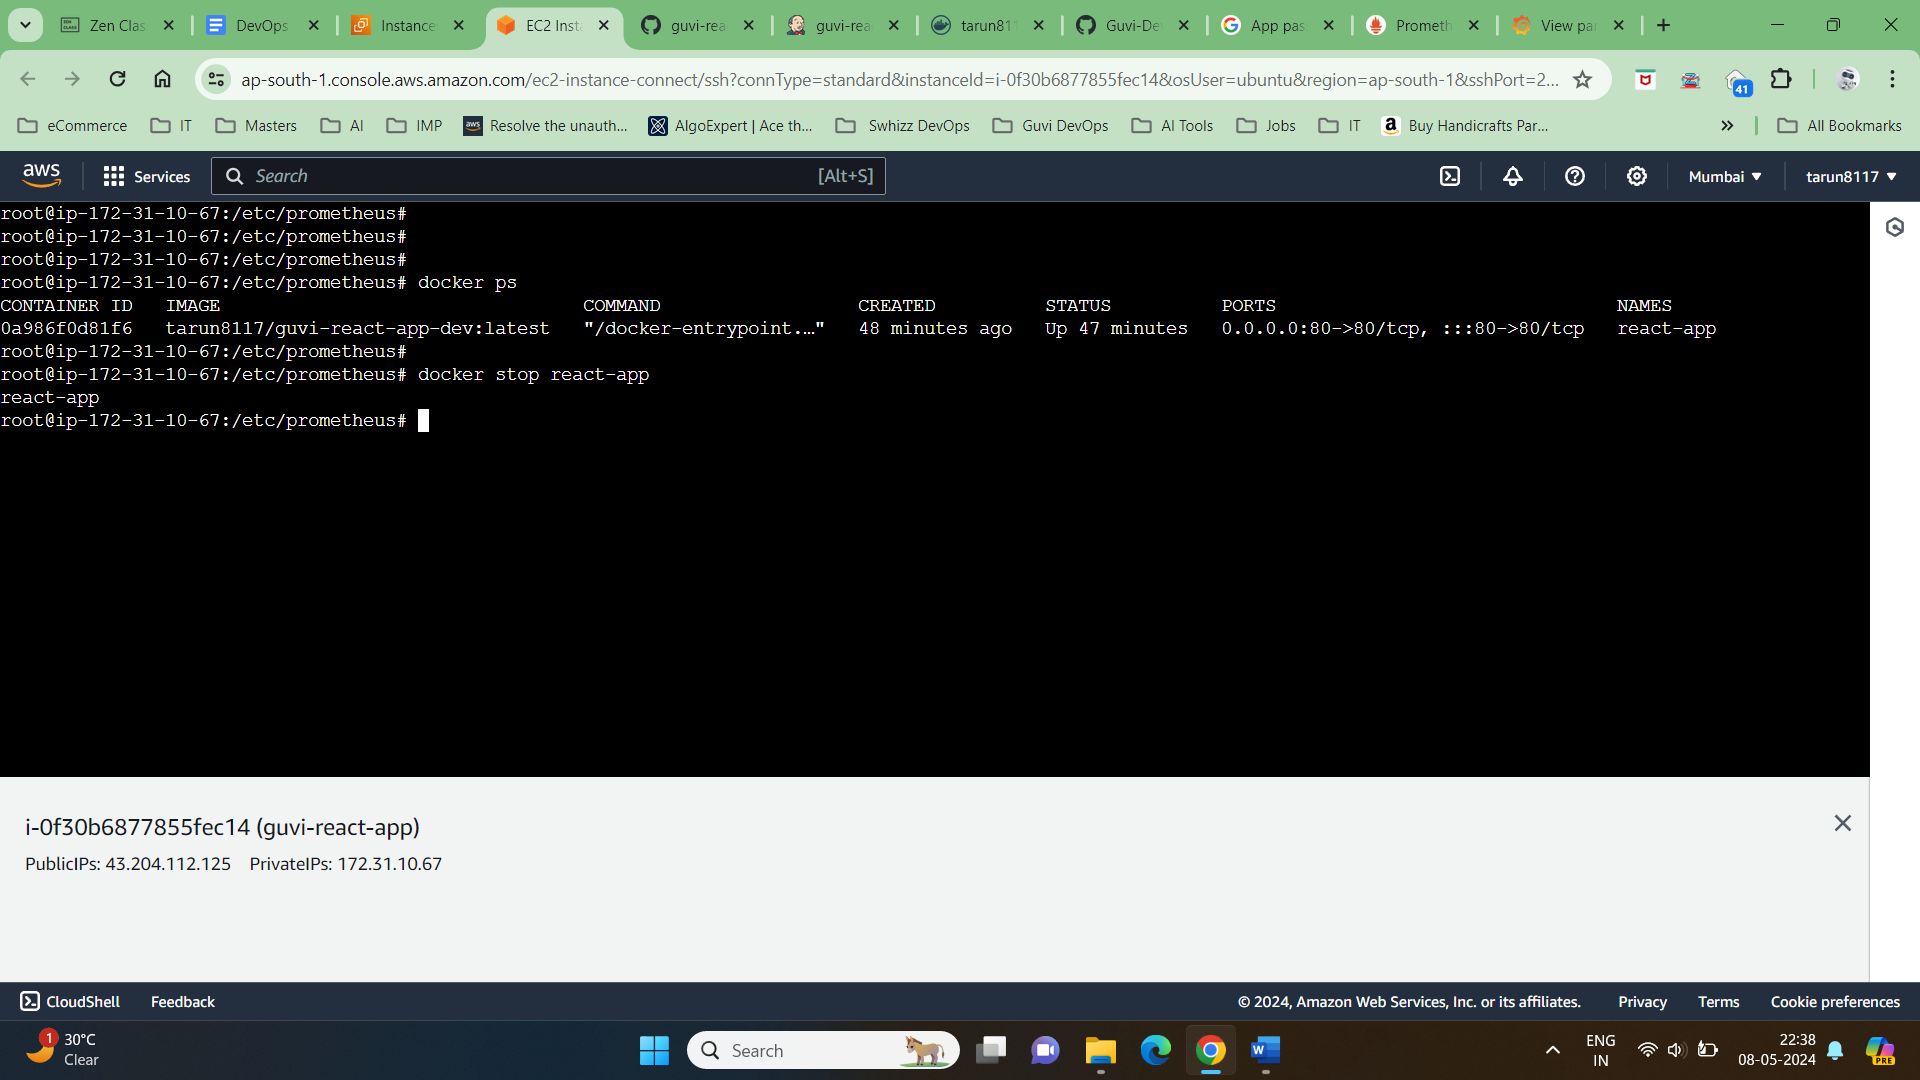 Zen Clas
DevOps
Instance
EC2 Insta
guvi-rea
guvi-rea
tarun811
Guvi-De
App pas
Prometh
View pa
ap-south-1.console.aws.amazon.com/ec2-instance-connect/ssh?connType=standard&instanceId=i-0f30b6877855fec14&osUser=ubuntu&region=ap-south-1&sshPort=2...
41
eCommerce
IT
Masters
AI
IMP
aws
Resolve the unauth...
AlgoExpert | Ace th...
Swhizz DevOps
Guvi DevOps
AI Tools
Jobs
IT
Buy Handicrafts Par...
»
All Bookmarks
aws
Services
Search
[Alt+S]
Mumbai
tarun8117
root@ip-172-31-10-67:/etc/prometheus#
root@ip-172-31-10-67:/etc/prometheus#
root@ip-172-31-10-67:/etc/prometheus#
root@ip-172-31-10-67:/etc/prometheus# docker ps
CONTAINER ID IMAGE COMMAND CREATED STATUS PORTS NAMES
0a986f0d81f6 tarun8117/guvi-react-app-dev:latest "/docker-entrypoint.…" 48 minutes ago Up 47 minutes 0.0.0.0:80->80/tcp, :::80->80/tcp react-app
root@ip-172-31-10-67:/etc/prometheus#
root@ip-172-31-10-67:/etc/prometheus# docker stop react-app
react-app
root@ip-172-31-10-67:/etc/prometheus#
i-0f30b6877855fec14 (guvi-react-app)
PublicIPs: 43.204.112.125 PrivateIPs: 172.31.10.67
CloudShell
Feedback
© 2024, Amazon Web Services, Inc. or its affiliates.
Privacy
Terms
Cookie preferences
1
30°C
Clear
Search
W
ENG
IN
22:38
08-05-2024
PRE